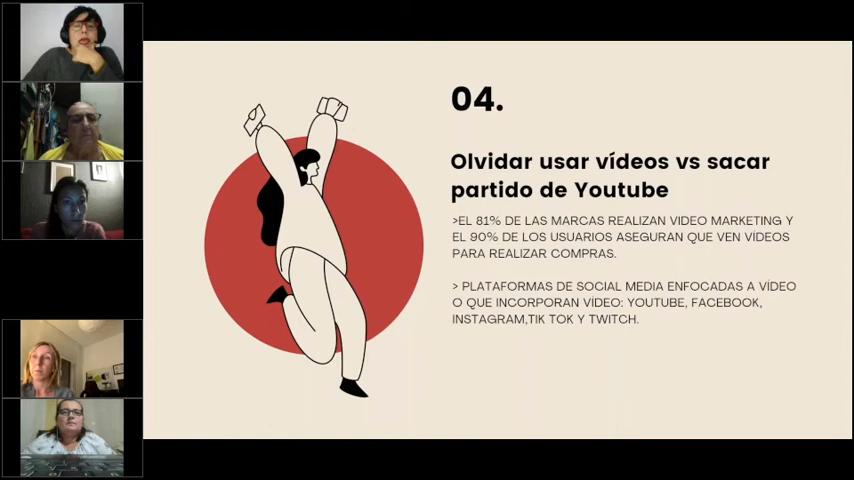 04.
Olvidar usar vídeos vs sacar
partido de Youtube
>EL 81% DE LAS MARCAS REALIZAN VIDEO MARKETING Y
EL 90% DE LOS USUARIOS ASEGURAN QUE VEN VÍDEOS
PARA REALIZAR COMPRAS.
> PLATAFORMAS DE SOCIAL MEDIA ENFOCADAS A VÍDEO
O QUE INCORPORAN VÍDEO: YOUTUBE, FACEBOOK,
INSTAGRAM,TIK TOK Y TWITCH.